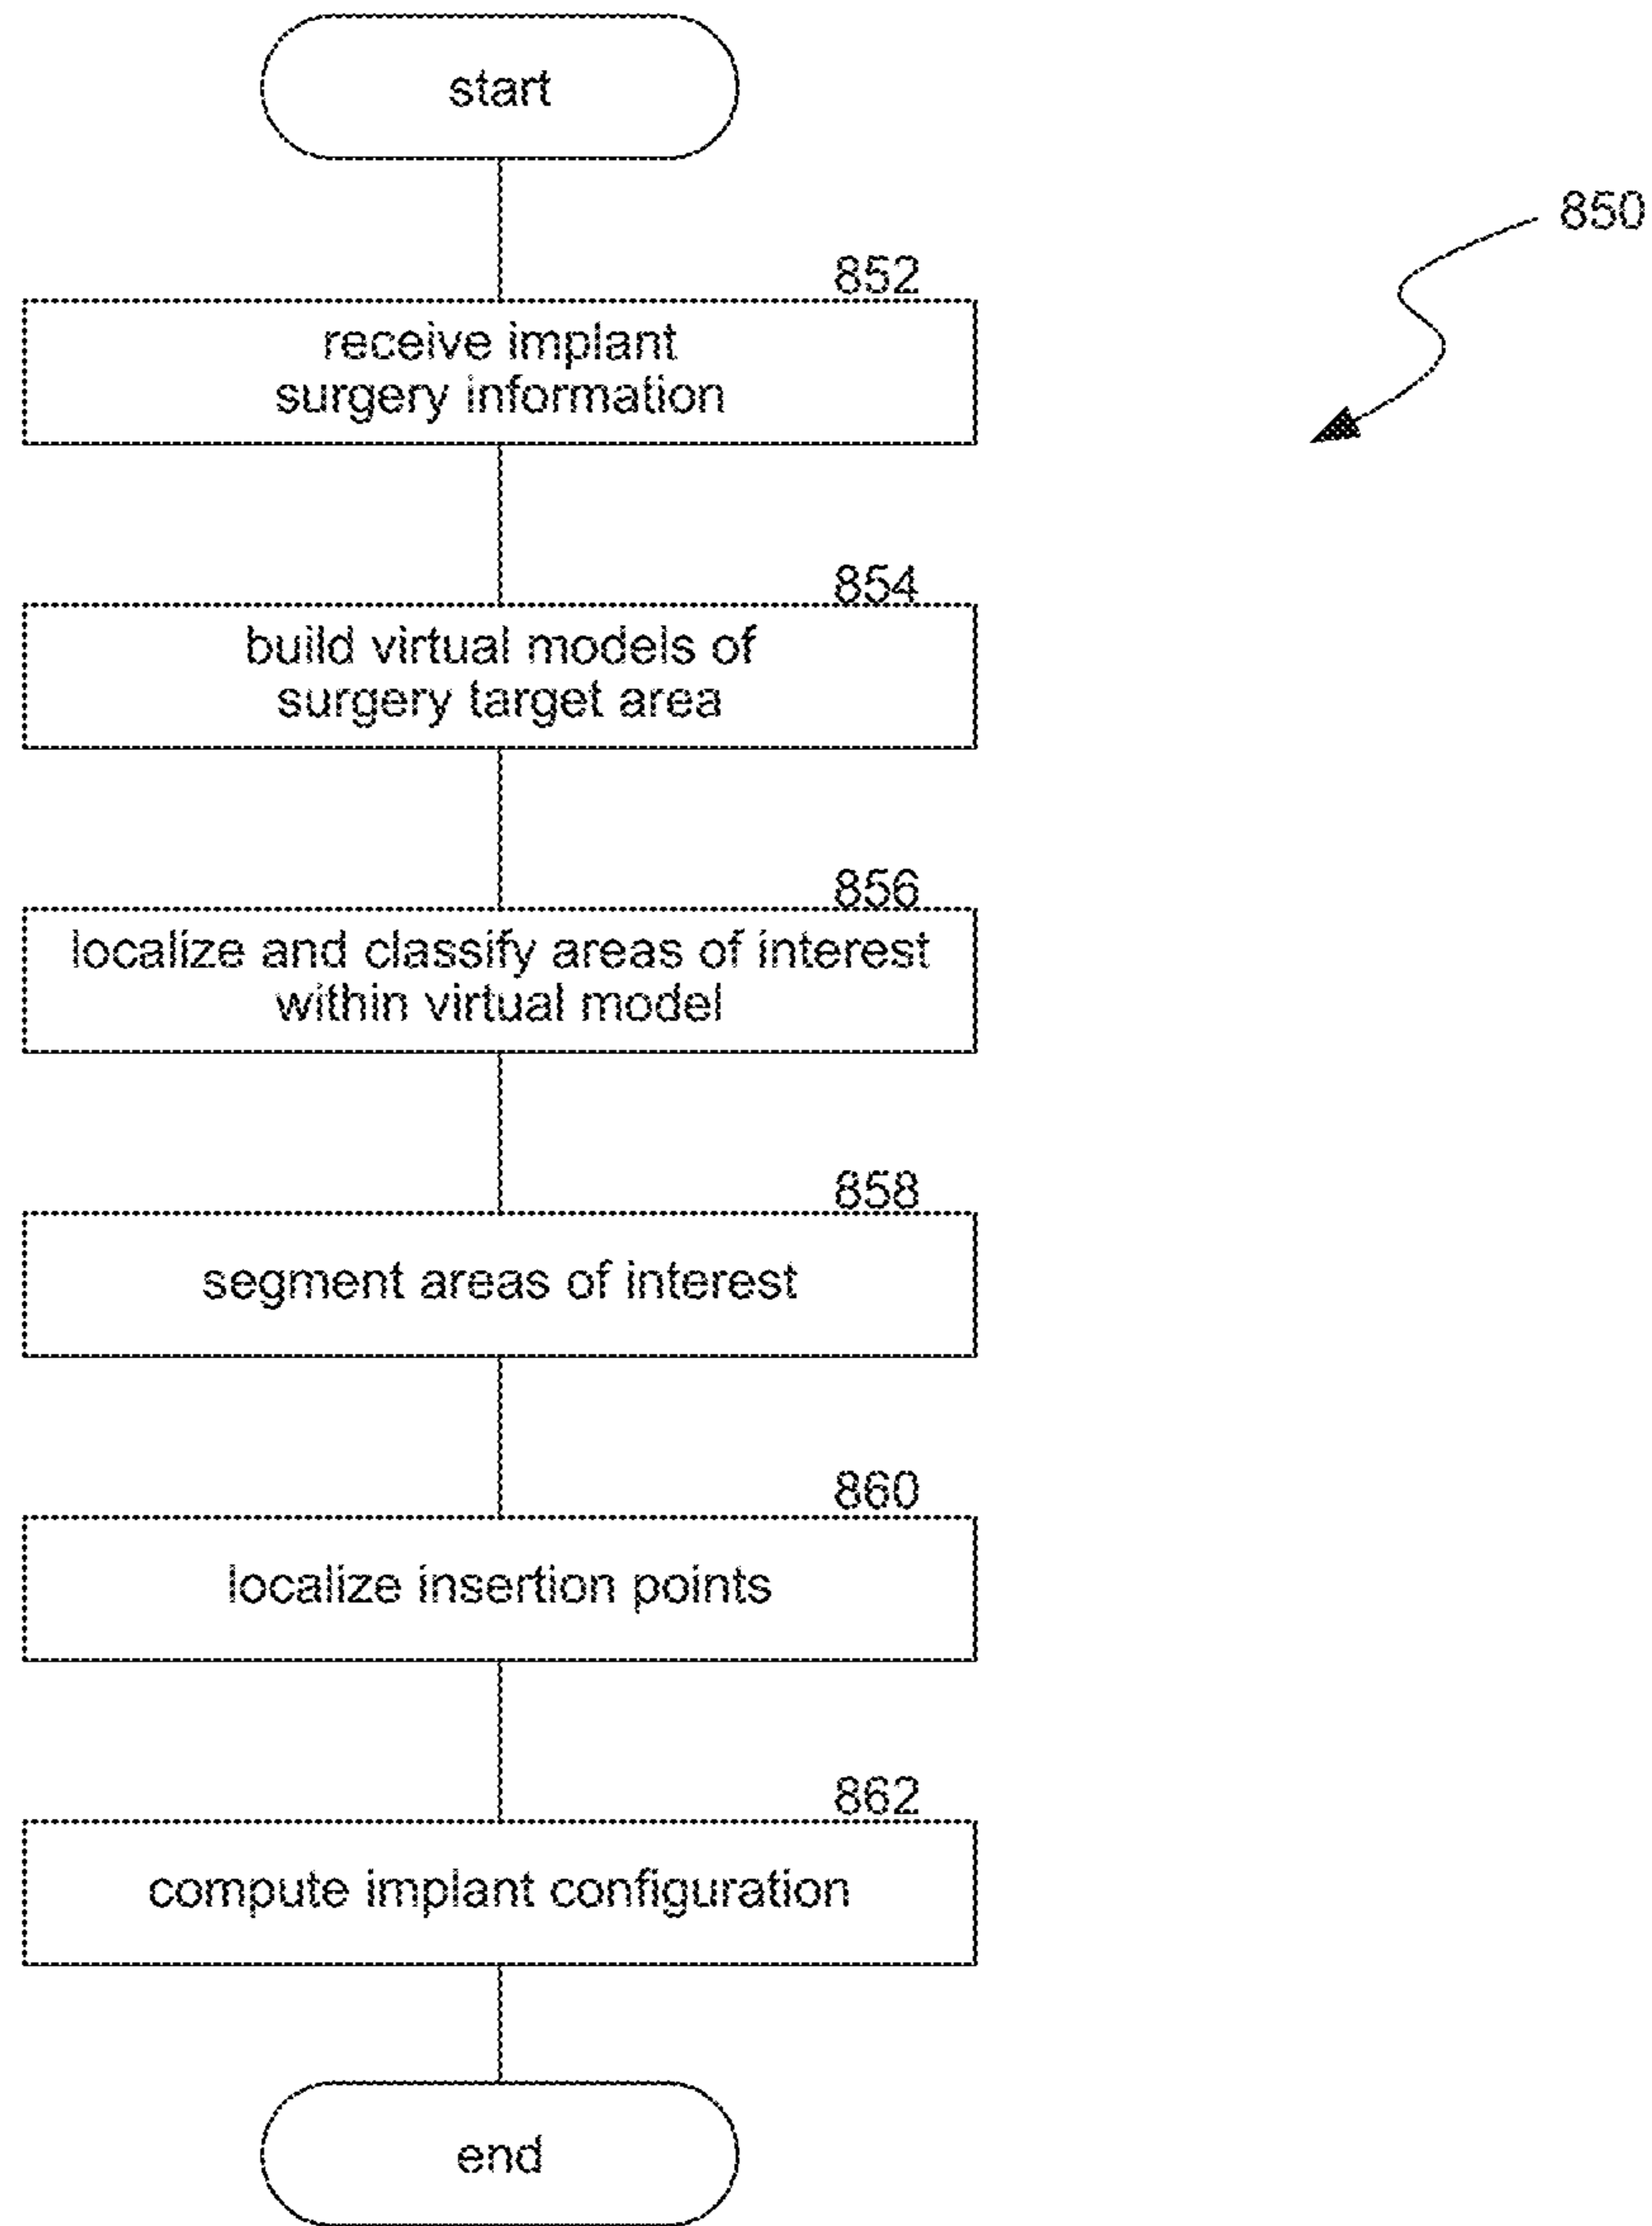 start
850
852
receive implant
surgery information
854
build virtual models of
surgery target area
856
localize and classify areas of interest
within virtual model
858
segment areas of interest
860
localize insertion points
862
compute implant configuration
end